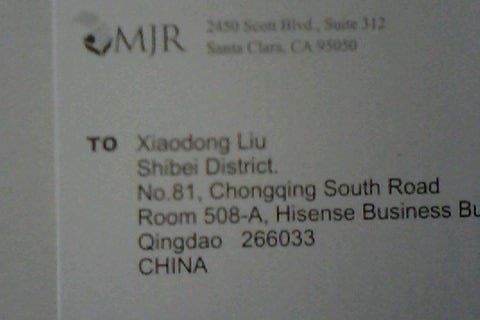 MJR
2450 Scott Blvd., Suite 312
Santa Clara, CA 95050
TO Xiaodong Liu
Shibei District.
No.81, Chongqing South Road
Room 508-A, Hisense Business Bu
Qingdao 266033
CHINA